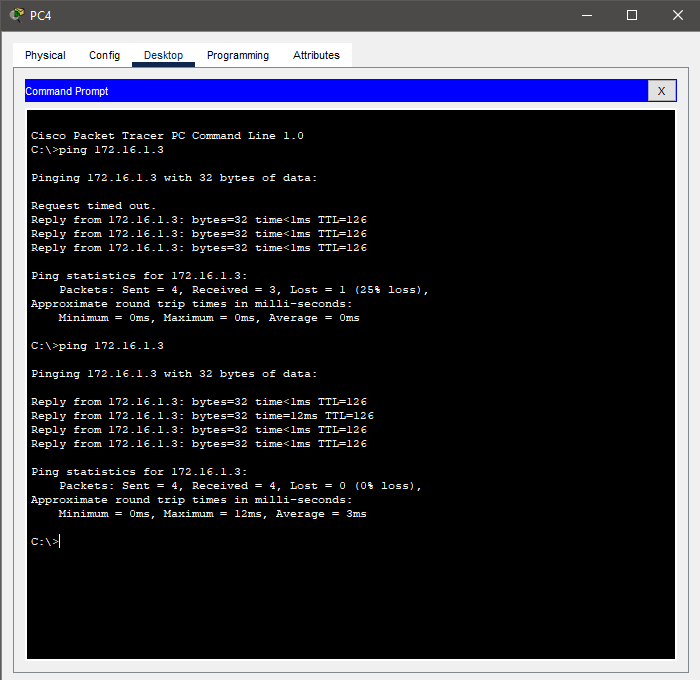 PC4
Physical Config Desktop Programming Attributes
Command Prompt X
Cisco Packet Tracer PC Command Line 1.0
C:\>ping 172.16.1.3
Pinging 172.16.1.3 with 32 bytes of data:
Request timed out.
Reply from 172.16.1.3: bytes=32 time<1ms TTL=126
Reply from 172.16.1.3: bytes=32 time<1ms TTL=126
Reply from 172.16.1.3: bytes=32 time<1ms TTL=126
Ping statistics for 172.16.1.3:
    Packets: Sent = 4, Received = 3, Lost = 1 (25% loss),
Approximate round trip times in milli-seconds:
    Minimum = 0ms, Maximum = 0ms, Average = 0ms
C:\>ping 172.16.1.3
Pinging 172.16.1.3 with 32 bytes of data:
Reply from 172.16.1.3: bytes=32 time<1ms TTL=126
Reply from 172.16.1.3: bytes=32 time=12ms TTL=126
Reply from 172.16.1.3: bytes=32 time<1ms TTL=126
Reply from 172.16.1.3: bytes=32 time<1ms TTL=126
Ping statistics for 172.16.1.3:
    Packets: Sent = 4, Received = 4, Lost = 0 (0% loss),
Approximate round trip times in milli-seconds:
    Minimum = 0ms, Maximum = 12ms, Average = 3ms
C:\>